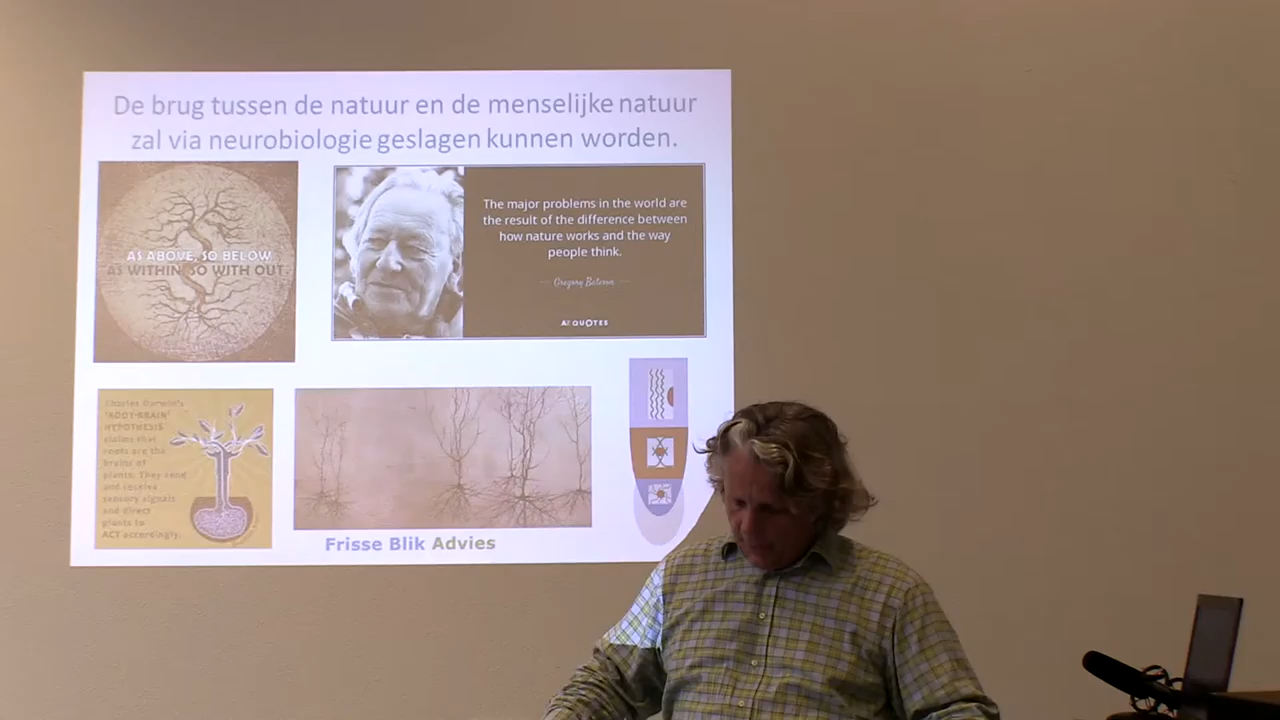 De brug tussen de natuur en de menselijke natuur
zal via neurobiologie geslagen kunnen worden.
AS ABOVE, SO BELOW
AS WITHIN, SO WITH OUT.
The major problems in the world are
the result of the difference between
how nature works and the way
people think.
Gregory Bateson
AZ QUOTES
Charles Darwin's
'ROOT-BRAIN'
HYPOTHESIS
claims that
roots are the
brains of
plants. They send
and receive
sensory signals
and direct
plants to
ACT accordingly.
Frisse Blik Advies